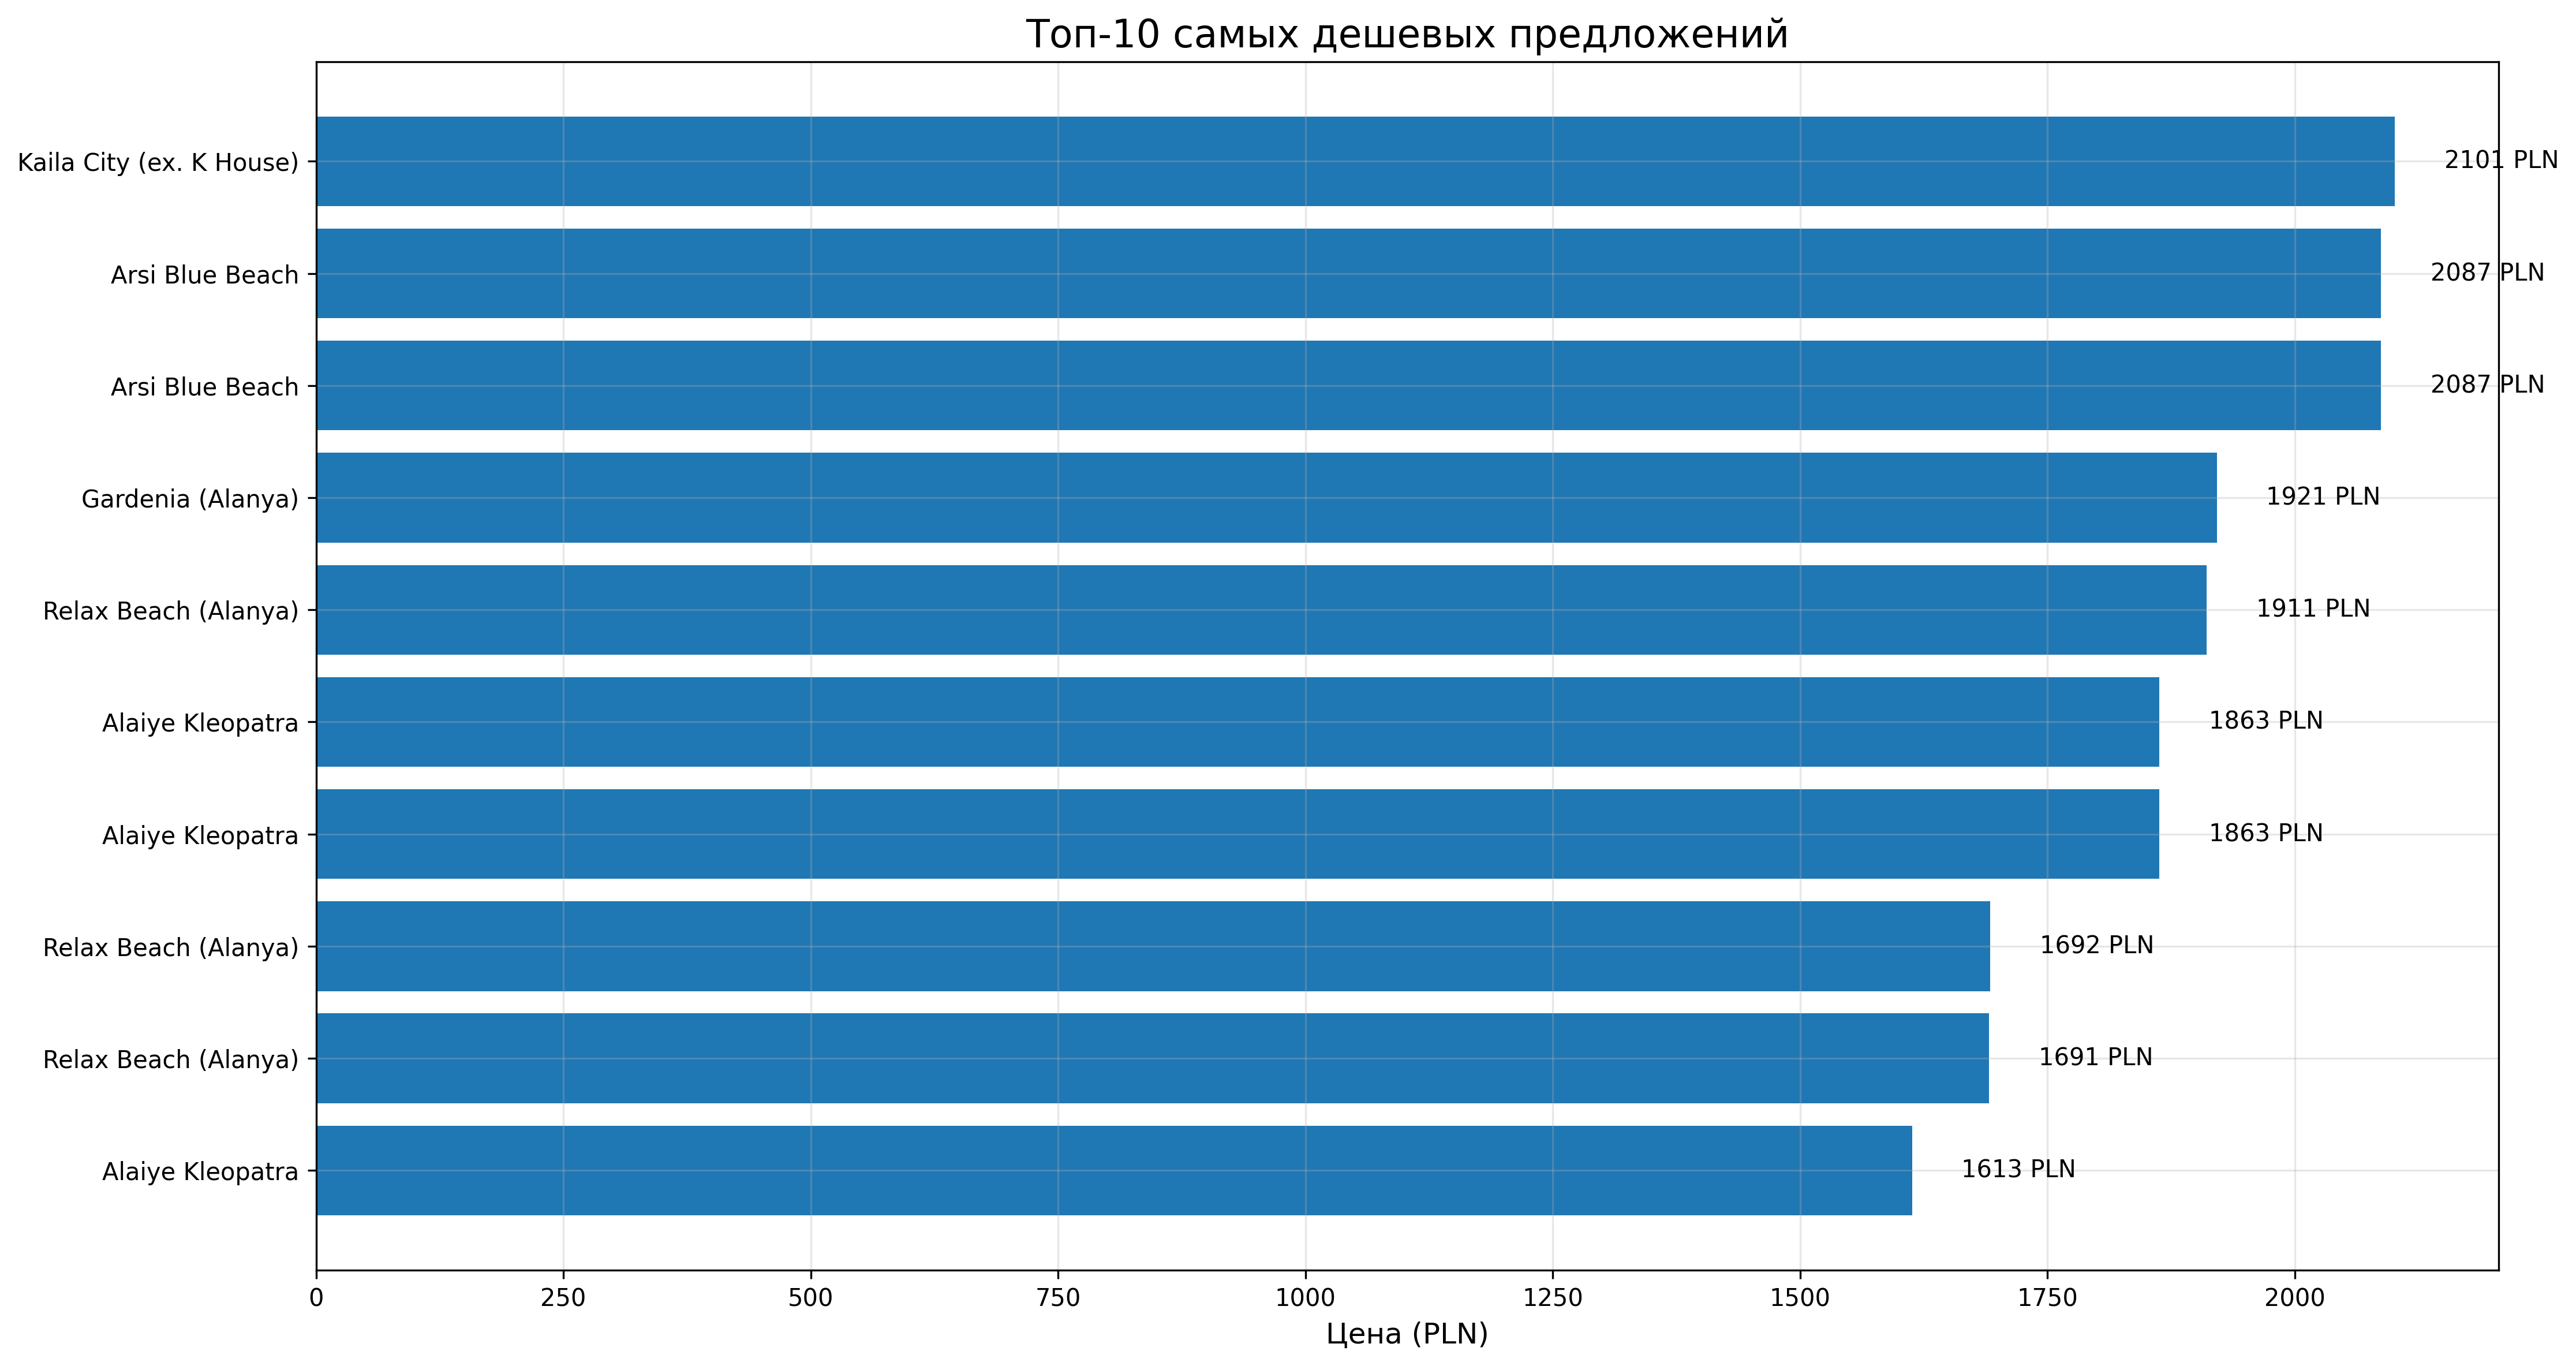 Топ-10 самых дешевых предложений
Kaila City (ex. K House)
2101 PLN
Arsi Blue Beach
2087 PLN
Arsi Blue Beach
2087 PLN
Gardenia (Alanya)
1921 PLN
Relax Beach (Alanya)
1911 PLN
Alaiye Kleopatra
1863 PLN
Alaiye Kleopatra
1863 PLN
Relax Beach (Alanya)
1692 PLN
Relax Beach (Alanya)
1691 PLN
Alaiye Kleopatra
1613 PLN
0 250 500 750 1000 1250 1500 1750 2000
Цена (PLN)